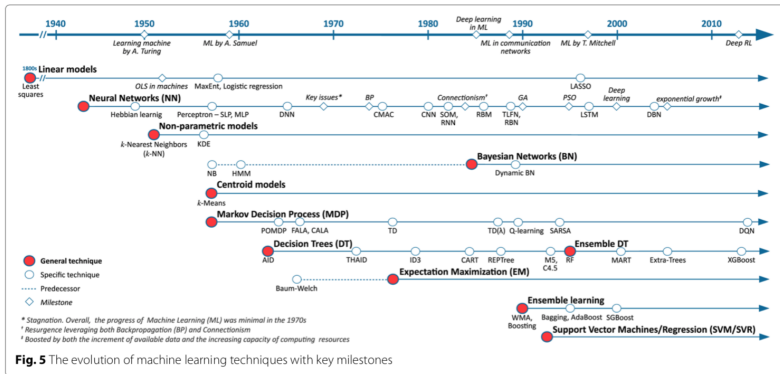 1940 1950 1960 1970 1980 1990 2000 2010
Learning machine
by A. Turing
ML by A. Samuel
Deep learning
in ML
ML in communication
networks
ML by T. Mitchell
Deep RL
1800s
Linear models
Least
squares
OLS in machines
MaxEnt, Logistic regression
LASSO
Neural Networks (NN)
Hebbian learnig
Perceptron – SLP, MLP
DNN
Key issues*
BP
CMAC
CNN
Connectionism†
SOM,
RNN
RBM
GA
TLFN,
RBN
PSO
LSTM
Deep
learning
DBN
exponential growth‡
Non-parametric models
k-Nearest Neighbors
(k-NN)
KDE
Bayesian Networks (BN)
NB
HMM
Dynamic BN
Centroid models
k-Means
Markov Decision Process (MDP)
POMDP
FALA, CALA
TD
TD(λ)
Q-learning
SARSA
DQN
Decision Trees (DT)
Ensemble DT
AID
THAID
ID3
CART
REPTree
M5,
C4.5
RF
MART
Extra-Trees
XGBoost
Expectation Maximization (EM)
Baum-Welch
Ensemble learning
WMA,
Boosting
Bagging, AdaBoost
SGBoost
Support Vector Machines/Regression (SVM/SVR)
General technique
Specific technique
Predecessor
Milestone
* Stagnation. Overall, the progress of Machine Learning (ML) was minimal in the 1970s
† Resurgence leveraging both Backpropagation (BP) and Connectionism
‡ Boosted by both the increment of available data and the increasing capacity of computing resources
Fig. 5 The evolution of machine learning techniques with key milestones